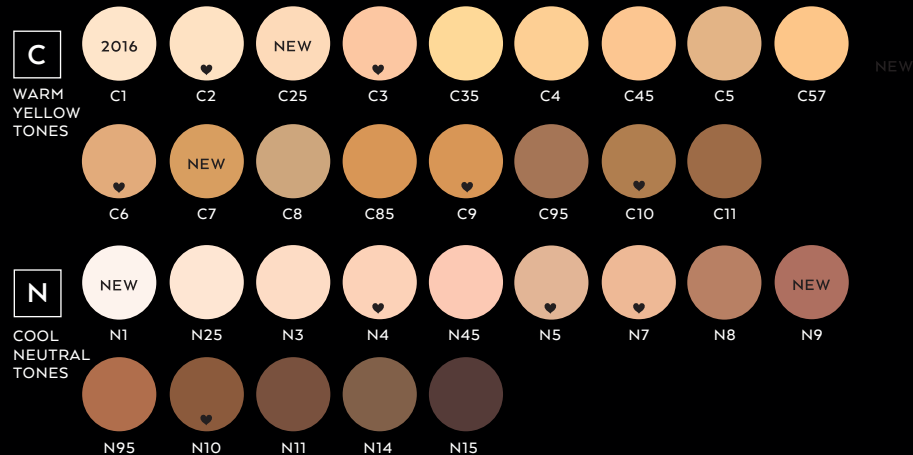 C
WARM
YELLOW
TONES
2016 NEW
NEW
C1 C2 C25 C3 C35 C4 C45 C5 C57
NEW
C6 C7 C8 C85 C9 C95 C10 C11
N
COOL
NEUTRAL
TONES
NEW NEW
N1 N25 N3 N4 N45 N5 N7 N8 N9
N95 N10 N11 N14 N15